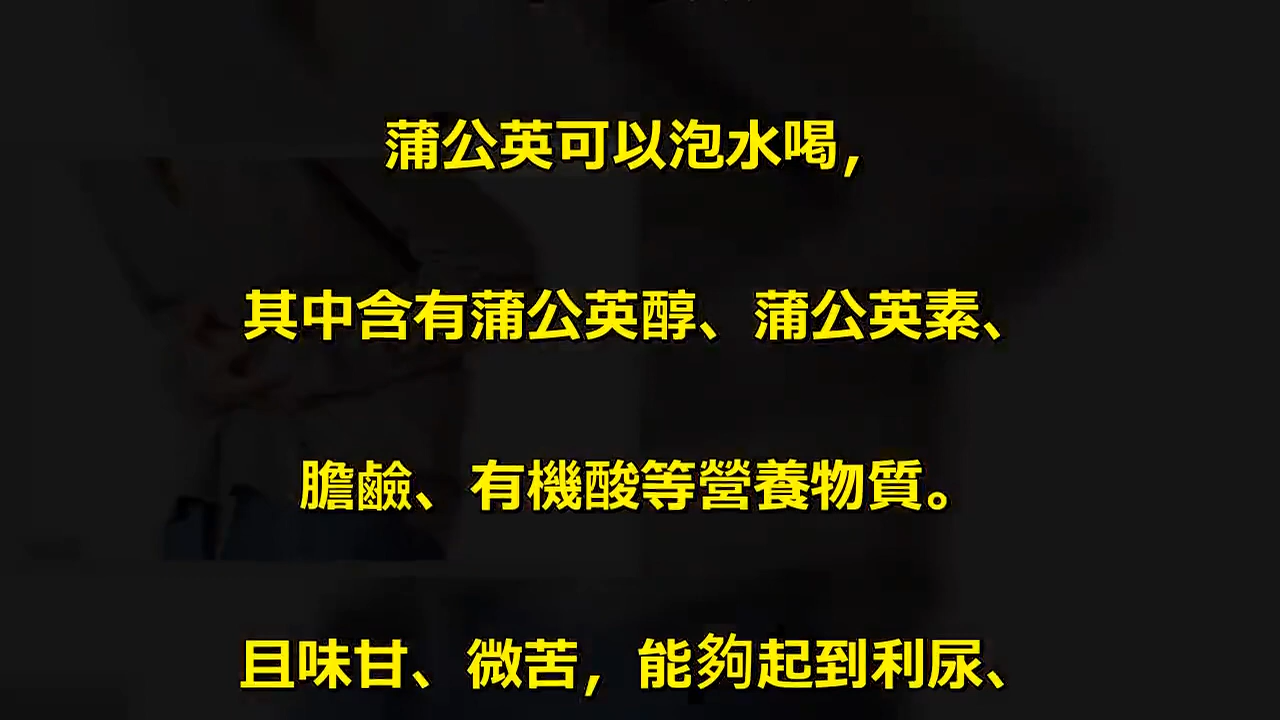 蒲公英可以泡水喝，
其中含有蒲公英醇、蒲公英素、
膽鹼、有機酸等營養物質。
且味甘、微苦，能夠起到利尿、